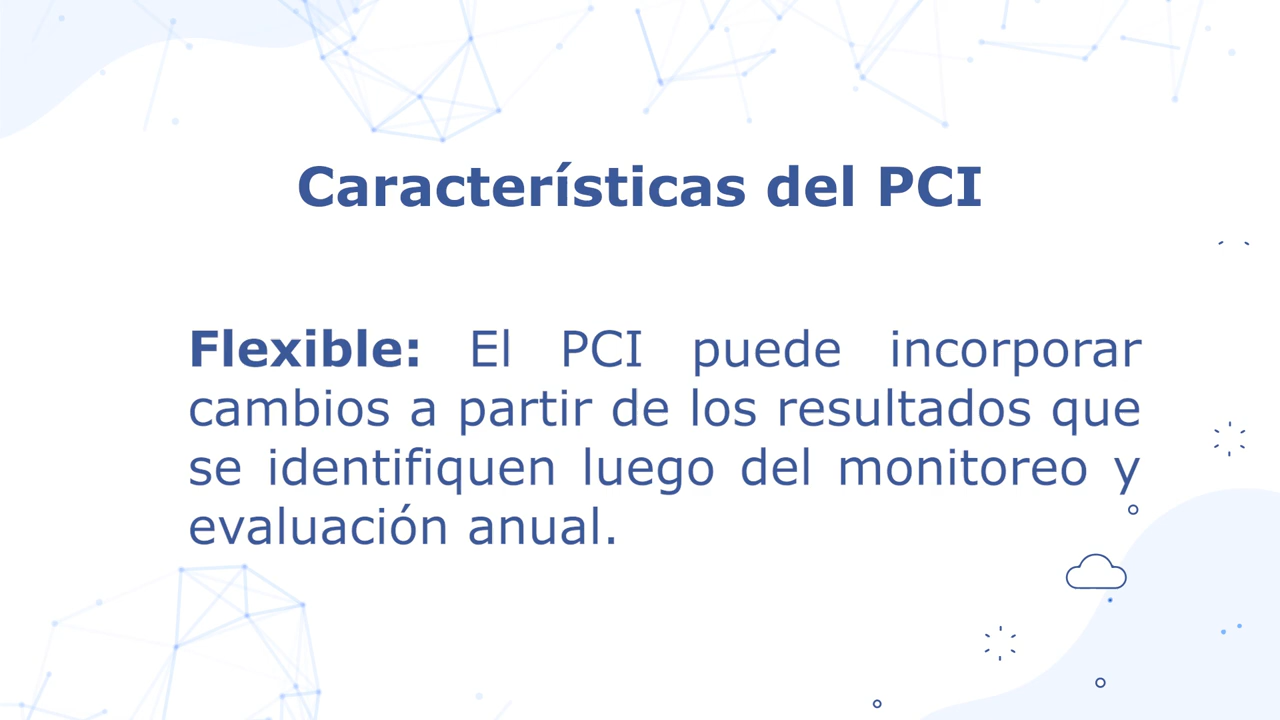 Características del PCI
Flexible: El PCI puede incorporar
cambios a partir de los resultados que
se identifiquen luego del monitoreo y
evaluación anual.